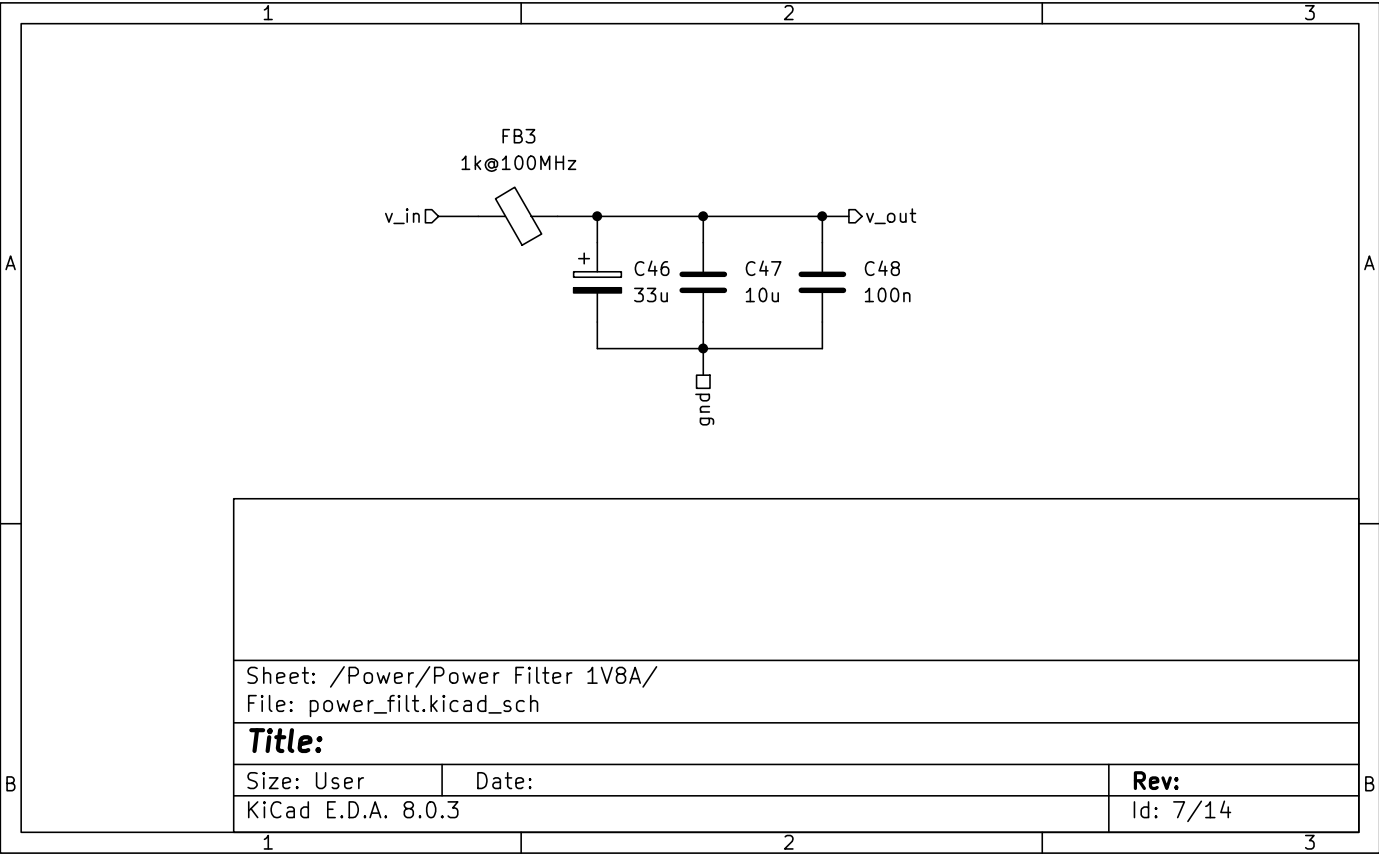 1 2 3
FB3
1k@100MHz
v_in
v_out
A
A
+
C46
33u
C47
10u
C48
100n
gnd
Sheet: /Power/Power Filter 1V8A/
File: power_filt.kicad_sch
Title:
Size: User
Date:
Rev:
B
B
KiCad E.D.A. 8.0.3
Id: 7/14
1 2 3